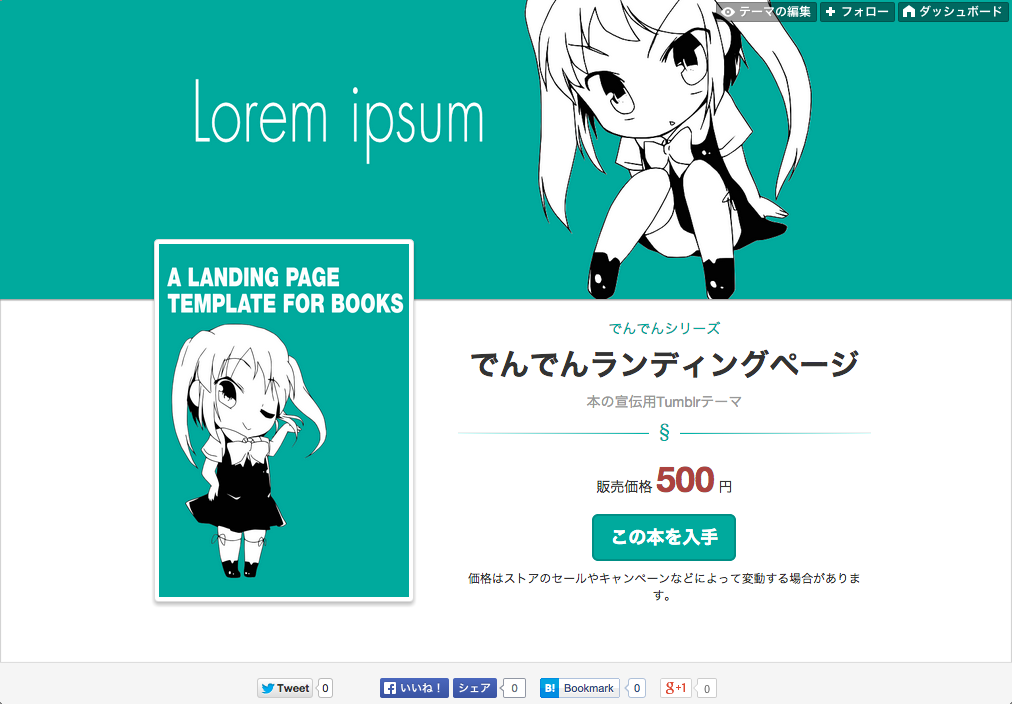 テーマの編集 フォロー ダッシュボード
Lorem ipsum
A LANDING PAGE
TEMPLATE FOR BOOKS
でんでんシリーズ
でんでんランディングページ
本の宣伝用Tumblrテーマ
§
販売価格 500 円
この本を入手
価格はストアのセールやキャンペーンなどによって変動する場合がありま
す。
Tweet 0 いいね！ シェア 0 B! Bookmark 0 g+1 0